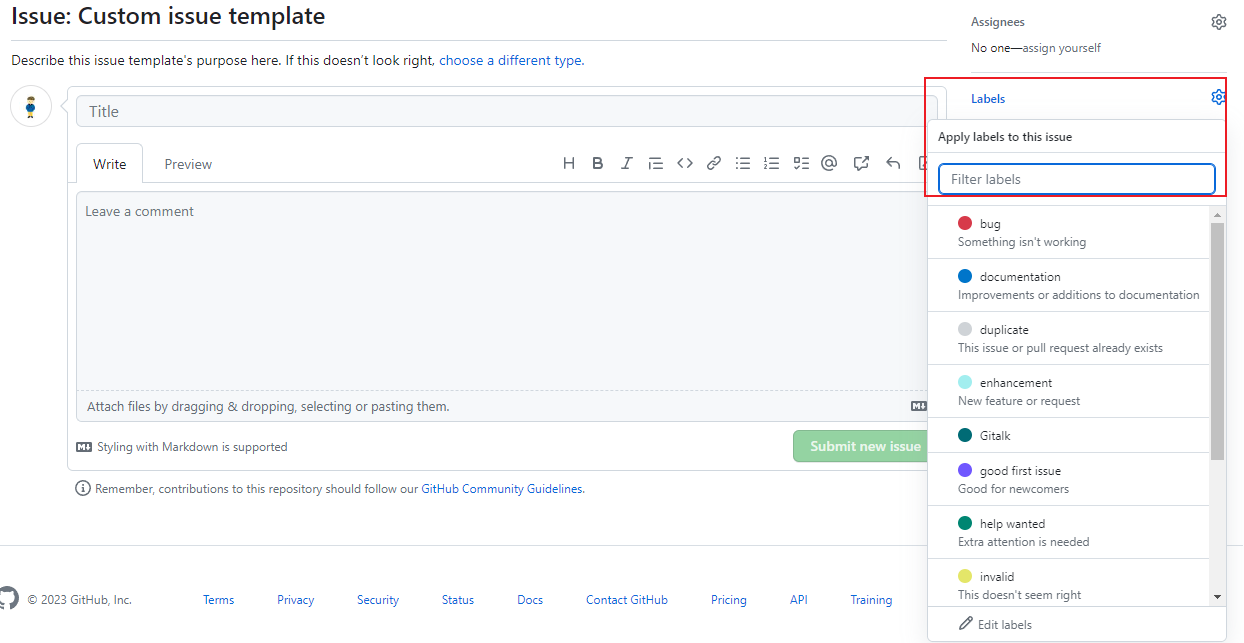 Issue: Custom issue template
Describe this issue template's purpose here. If this doesn’t look right, choose a different type.
Title
Write
Preview
Leave a comment
Attach files by dragging & dropping, selecting or pasting them.
Styling with Markdown is supported
Submit new issue
Remember, contributions to this repository should follow our GitHub Community Guidelines.
Assignees
No one—assign yourself
Labels
Apply labels to this issue
Filter labels
bug
Something isn't working
documentation
Improvements or additions to documentation
duplicate
This issue or pull request already exists
enhancement
New feature or request
Gitalk
good first issue
Good for newcomers
help wanted
Extra attention is needed
invalid
This doesn't seem right
Edit labels
© 2023 GitHub, Inc.
Terms
Privacy
Security
Status
Docs
Contact GitHub
Pricing
API
Training